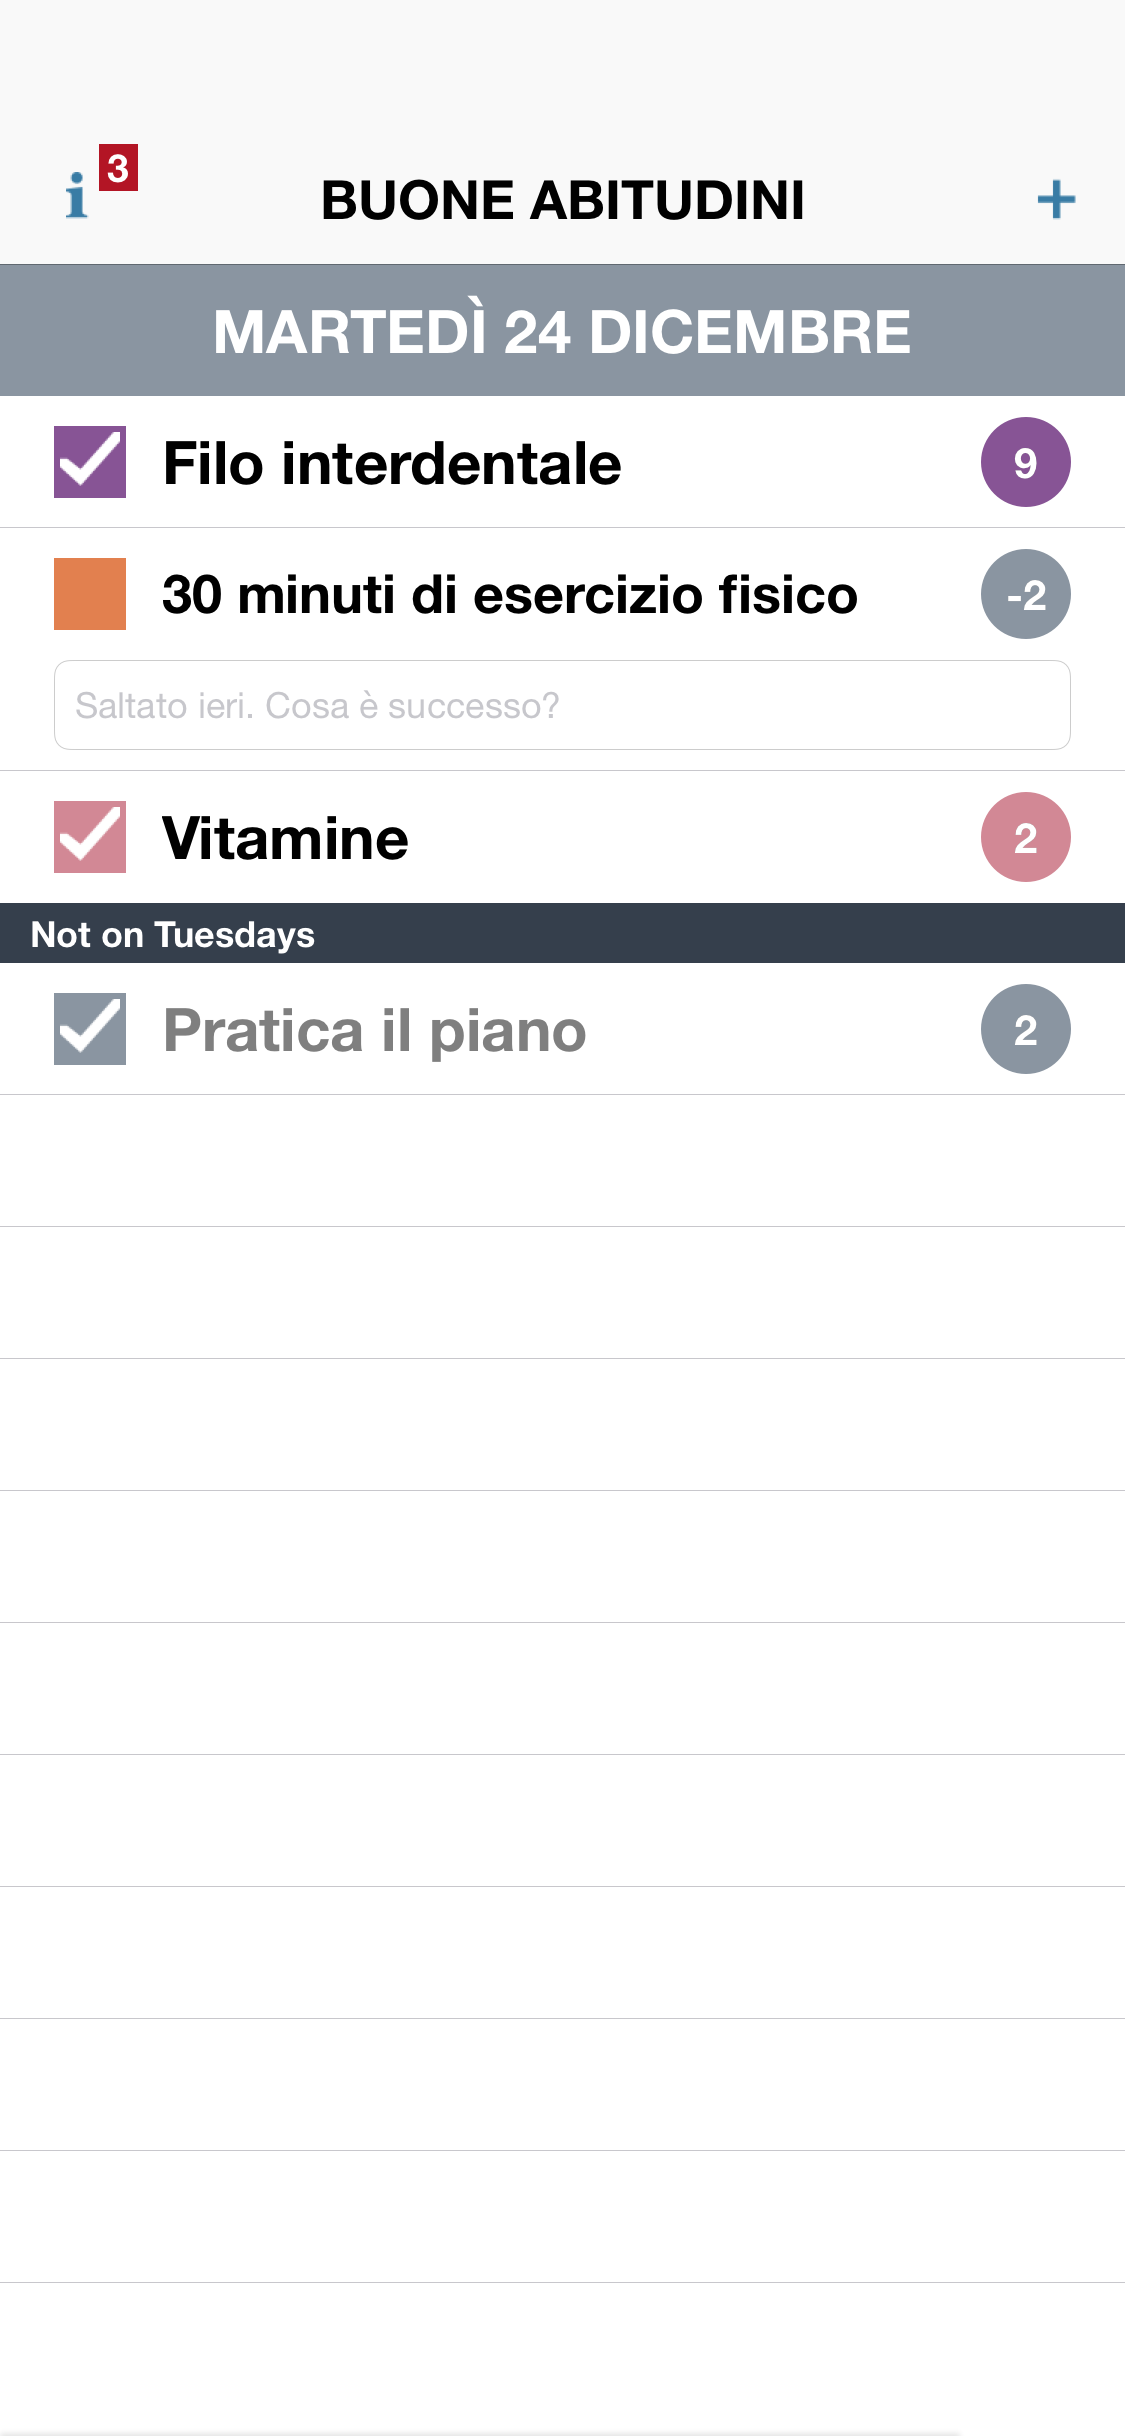 i 3
BUONE ABITUDINI
+
MARTEDÌ 24 DICEMBRE
Filo interdentale 9
30 minuti di esercizio fisico -2
Saltato ieri. Cosa è successo?
Vitamine 2
Not on Tuesdays
Pratica il piano 2